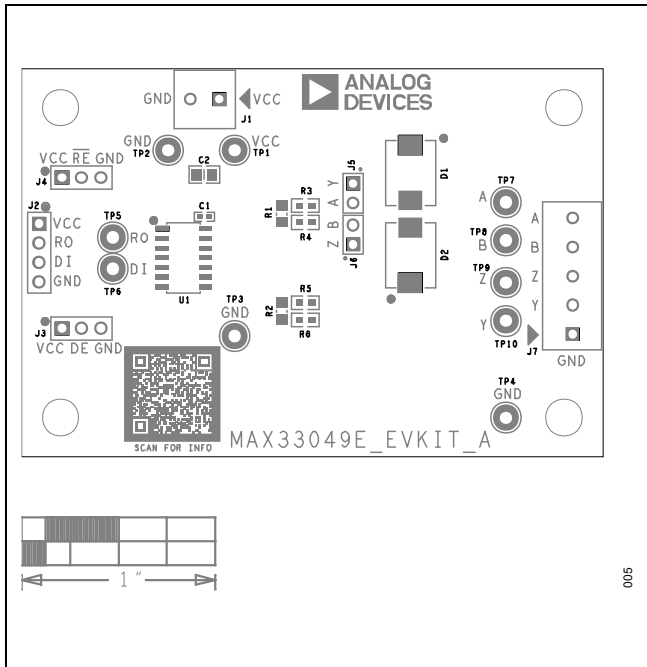 ANALOG
DEVICES
GND VCC
J1
GND VCC
TP2 TP1
C2
VCC RE GND
J4
J2
VCC
RO
DI
GND
TP5
RO
DI
TP6
C1
U1
J3
VCC DE GND
R1
R3
R4
R2
R5
R6
TP3
GND
J5
Y
A
B
Z
J6
D1
D2
TP7
A
TP8
B
TP9
Z
Y
TP10
A
B
Z
Y
J7
GND
TP4
GND
SCAN FOR INFO
MAX33049E_EVKIT_A
1"
005